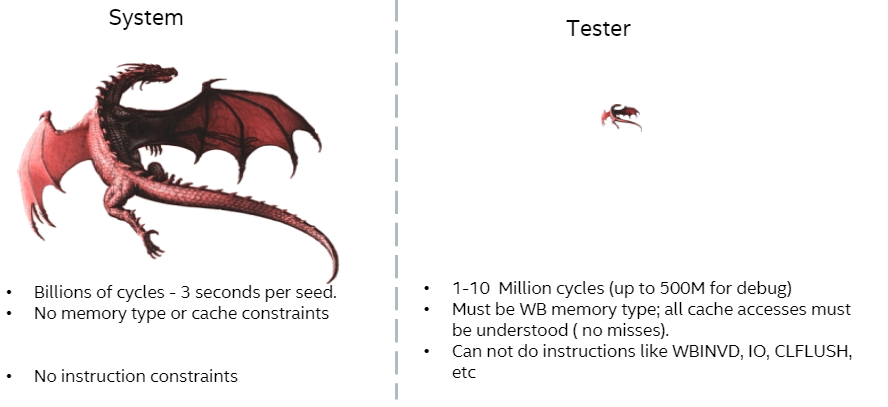 System
• Billions of cycles - 3 seconds per seed.
• No memory type or cache constraints
• No instruction constraints
Tester
• 1-10  Million cycles (up to 500M for debug)
• Must be WB memory type; all cache accesses must
be understood ( no misses).
• Can not do instructions like WBINVD, IO, CLFLUSH,
etc